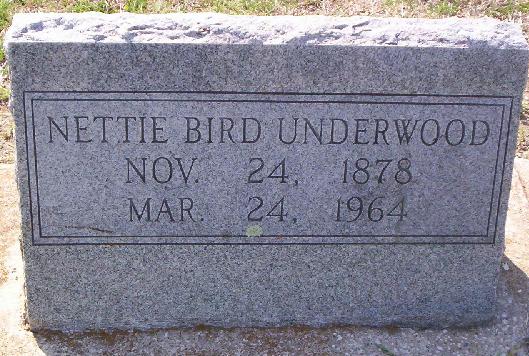 NETTIE BIRD UNDERWOOD
NOV. 24, 1878
MAR. 24, 1964